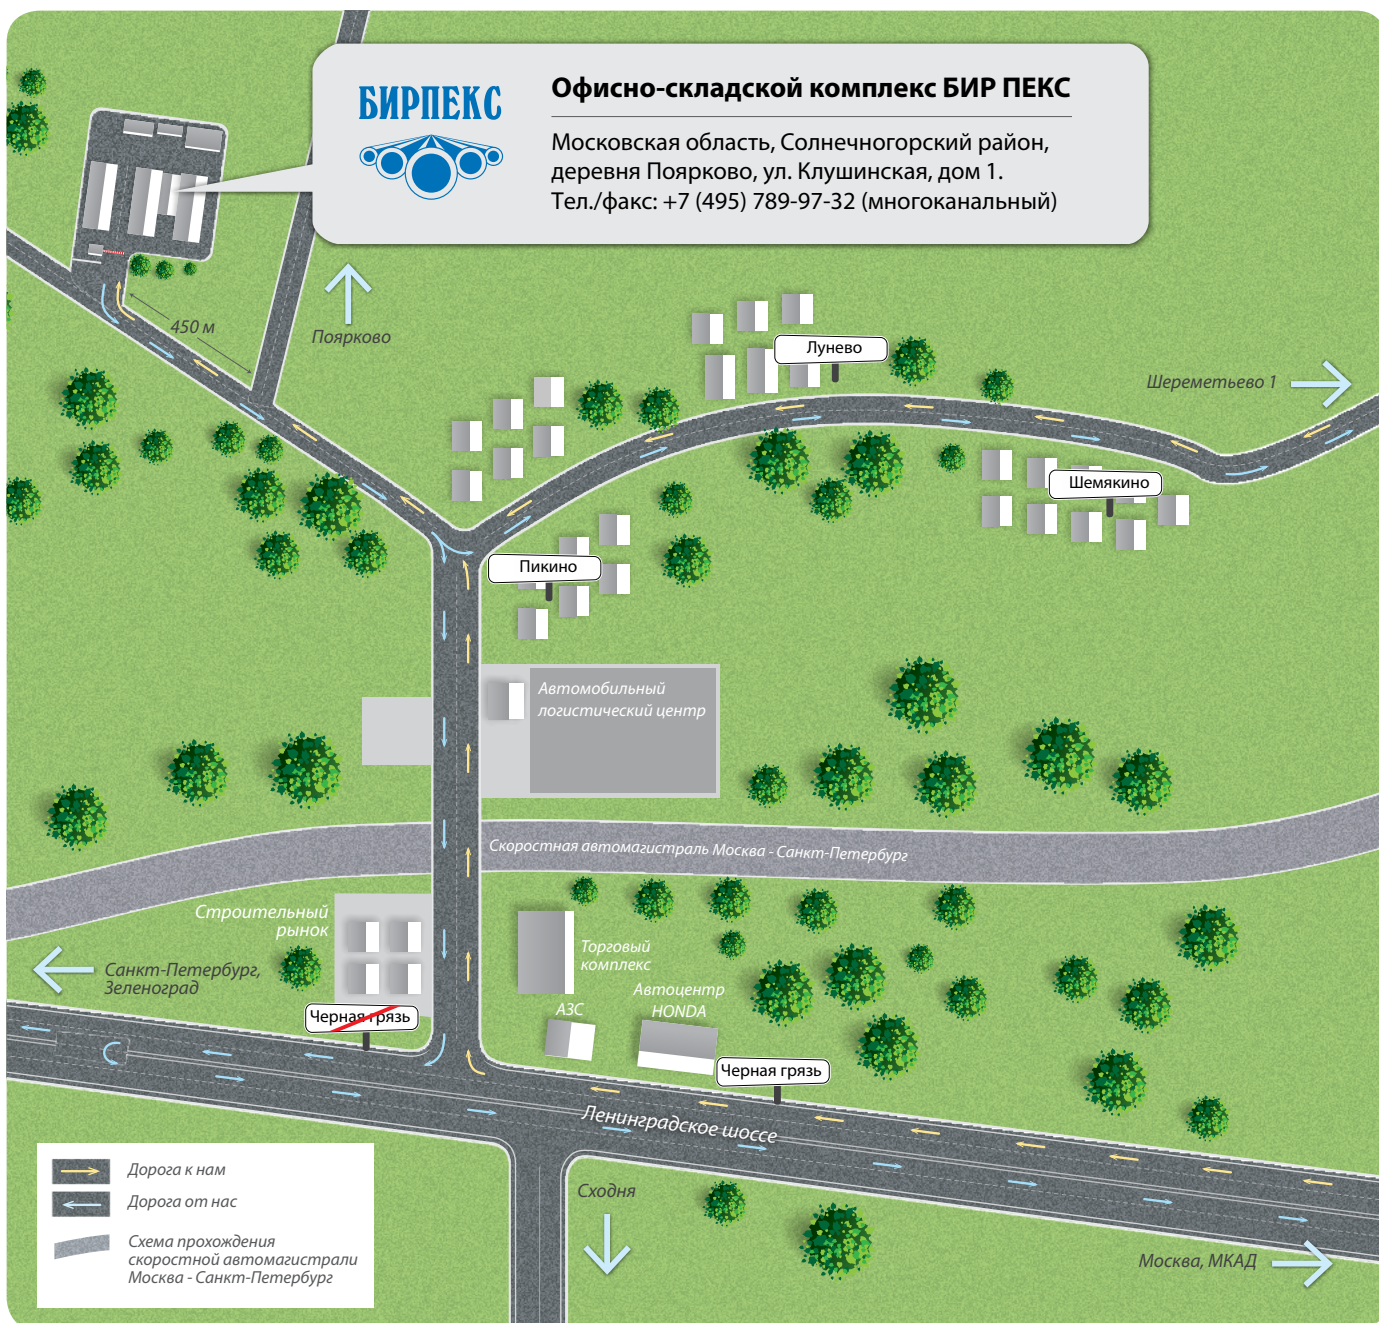 БИРПЕКС
Офисно-складской комплекс БИР ПЕКС
Московская область, Солнечногорский район,
деревня Поярково, ул. Клушинская, дом 1.
Тел./факс: +7 (495) 789-97-32 (многоканальный)
450 м
Поярково
Лунево
Шереметьево 1
Шемякино
Пикино
Автомобильный
логистический центр
Скоростная автомагистраль Москва - Санкт-Петербург
Строительный
рынок
Торговый
комплекс
Санкт-Петербург,
Зеленоград
Автоцентр
HONDA
АЗС
Черная грязь
Черная грязь
Ленинградское шоссе
Сходня
Москва, МКАД
Дорога к нам
Дорога от нас
Схема прохождения
скоростной автомагистрали
Москва - Санкт-Петербург